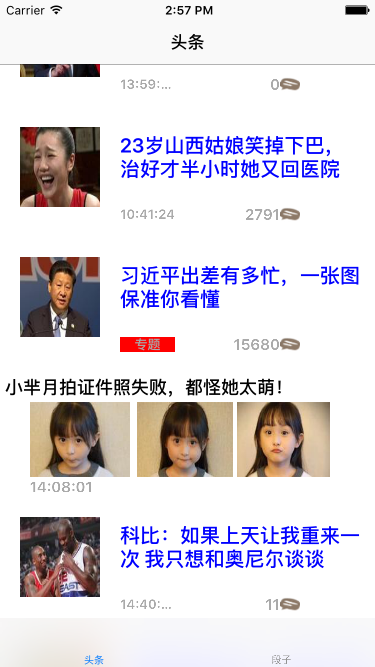 Carrier 2:57 PM
头条
13:59:... 0
23岁山西姑娘笑掉下巴，
治好才半小时她又回医院
10:41:24 2791
习近平出差有多忙，一张图
保准你看懂
专题 15680
小芈月拍证件照失败，都怪她太萌！
14:08:01
科比：如果上天让我重来一
次 我只想和奥尼尔谈谈
14:40:... 11
头条 段子